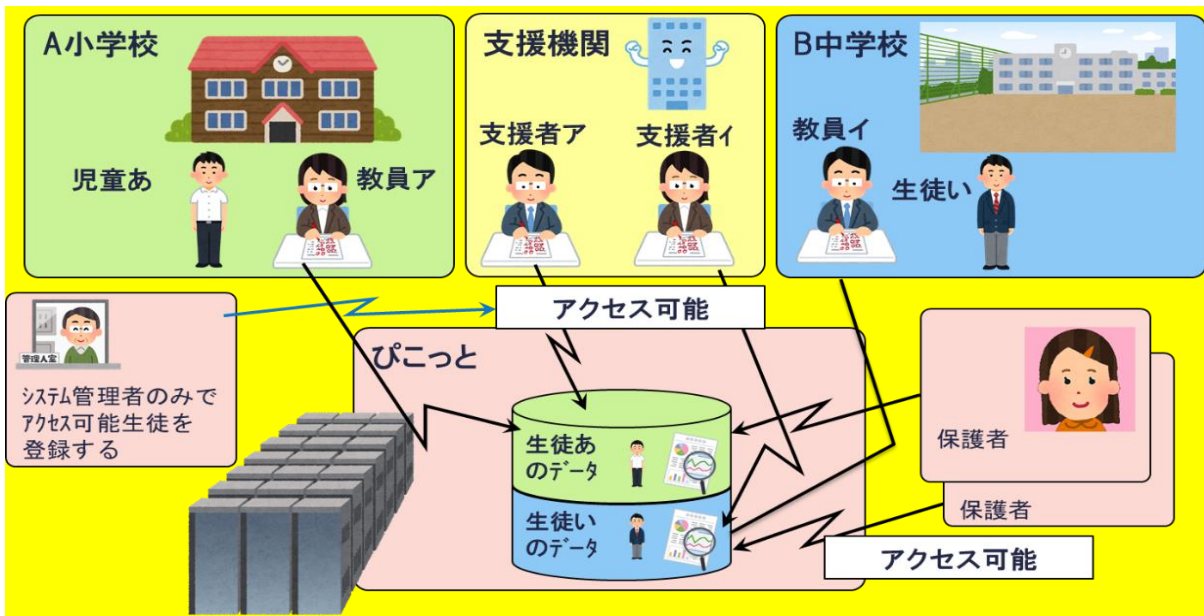 A小学校
児童あ
教員ア
支援機関
支援者ア
支援者ｲ
B中学校
教員イ
生徒い
管理人室
ｼｽﾃﾑ管理者のみで
ｱｸｾｽ可能生徒を
登録する
アクセス可能
ぴこっと
生徒あ
のﾃﾞｰﾀ
生徒い
のﾃﾞｰﾀ
保護者
保護者
アクセス可能